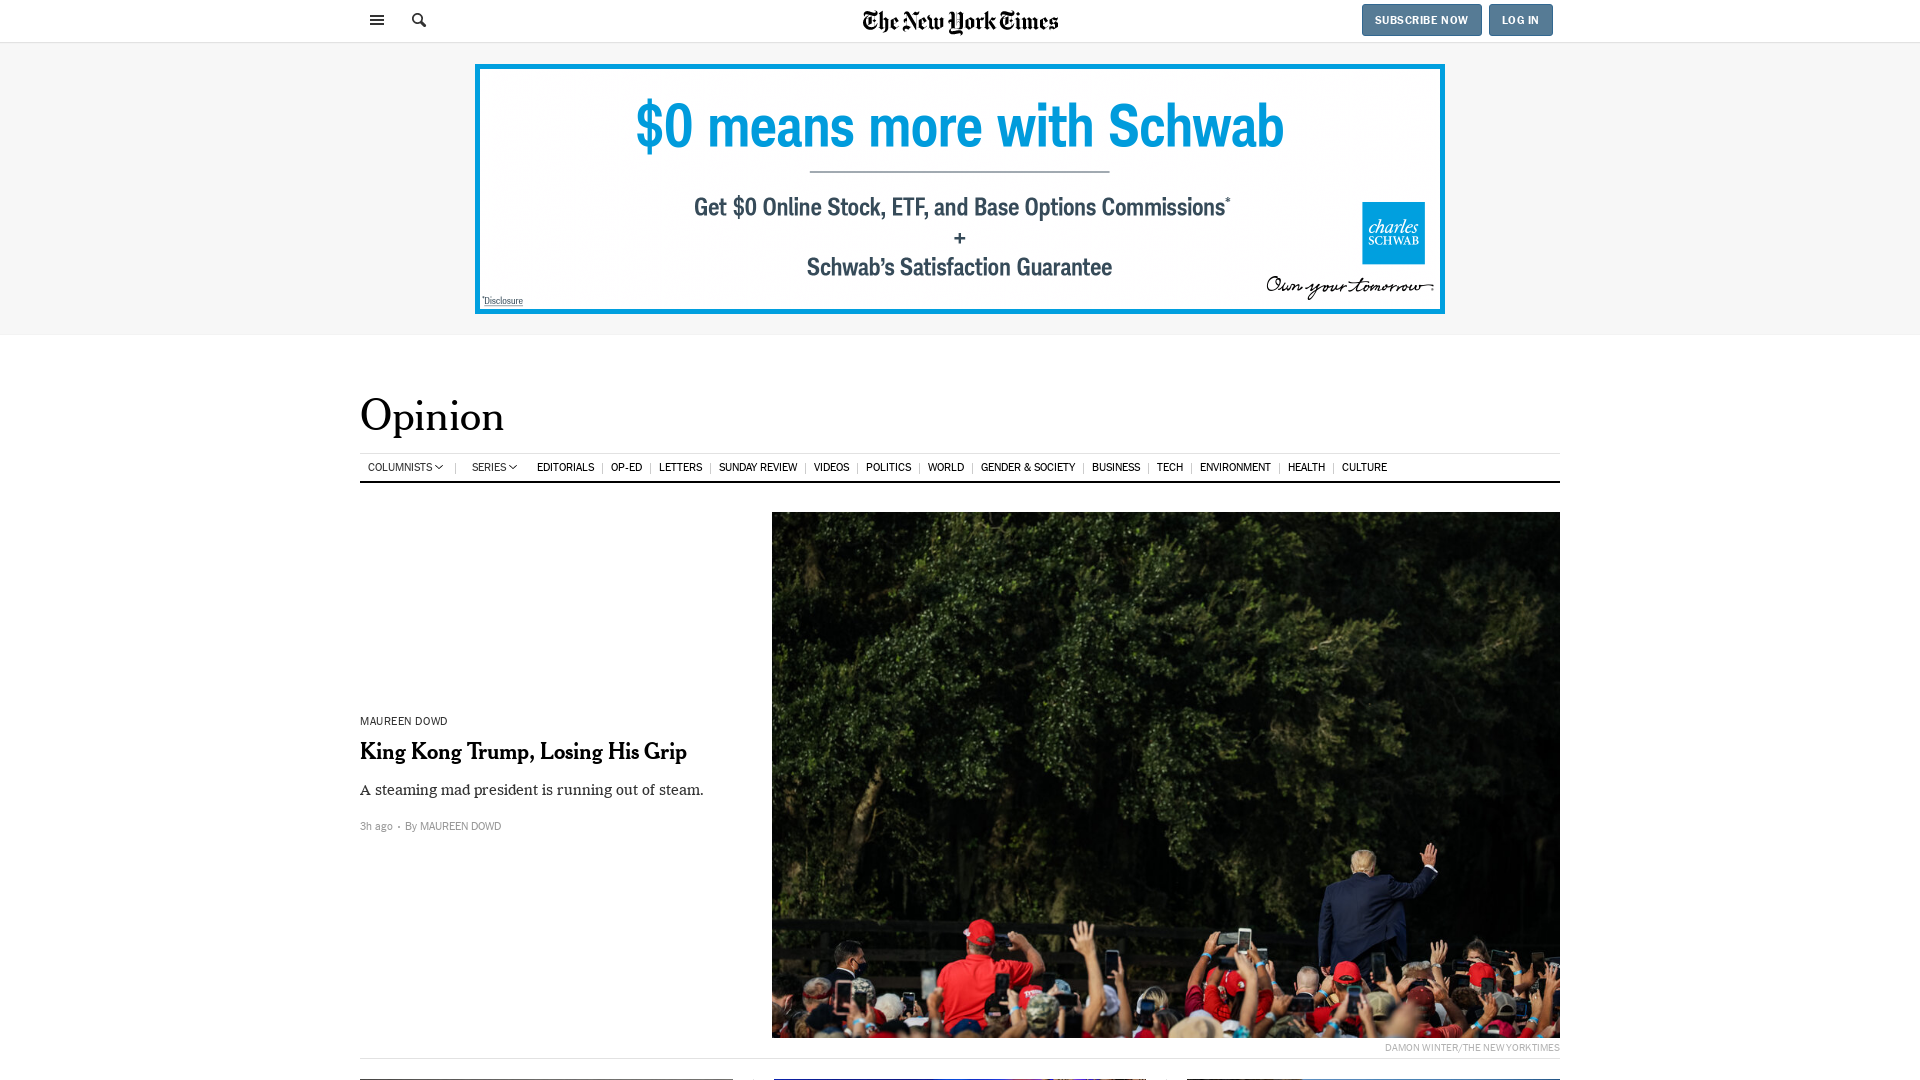 The New York Times
SUBSCRIBE NOW
LOG IN
$0 means more with Schwab
Get $0 Online Stock, ETF, and Base Options Commissions*
+
Schwab's Satisfaction Guarantee
charles
SCHWAB
Own your tomorrow.
*Disclosure
Opinion
COLUMNISTS
SERIES
EDITORIALS
OP-ED
LETTERS
SUNDAY REVIEW
VIDEOS
POLITICS
WORLD
GENDER & SOCIETY
BUSINESS
TECH
ENVIRONMENT
HEALTH
CULTURE
MAUREEN DOWD
King Kong Trump, Losing His Grip
A steaming mad president is running out of steam.
3h ago • By MAUREEN DOWD
DAMON WINTER/THE NEW YORK TIMES